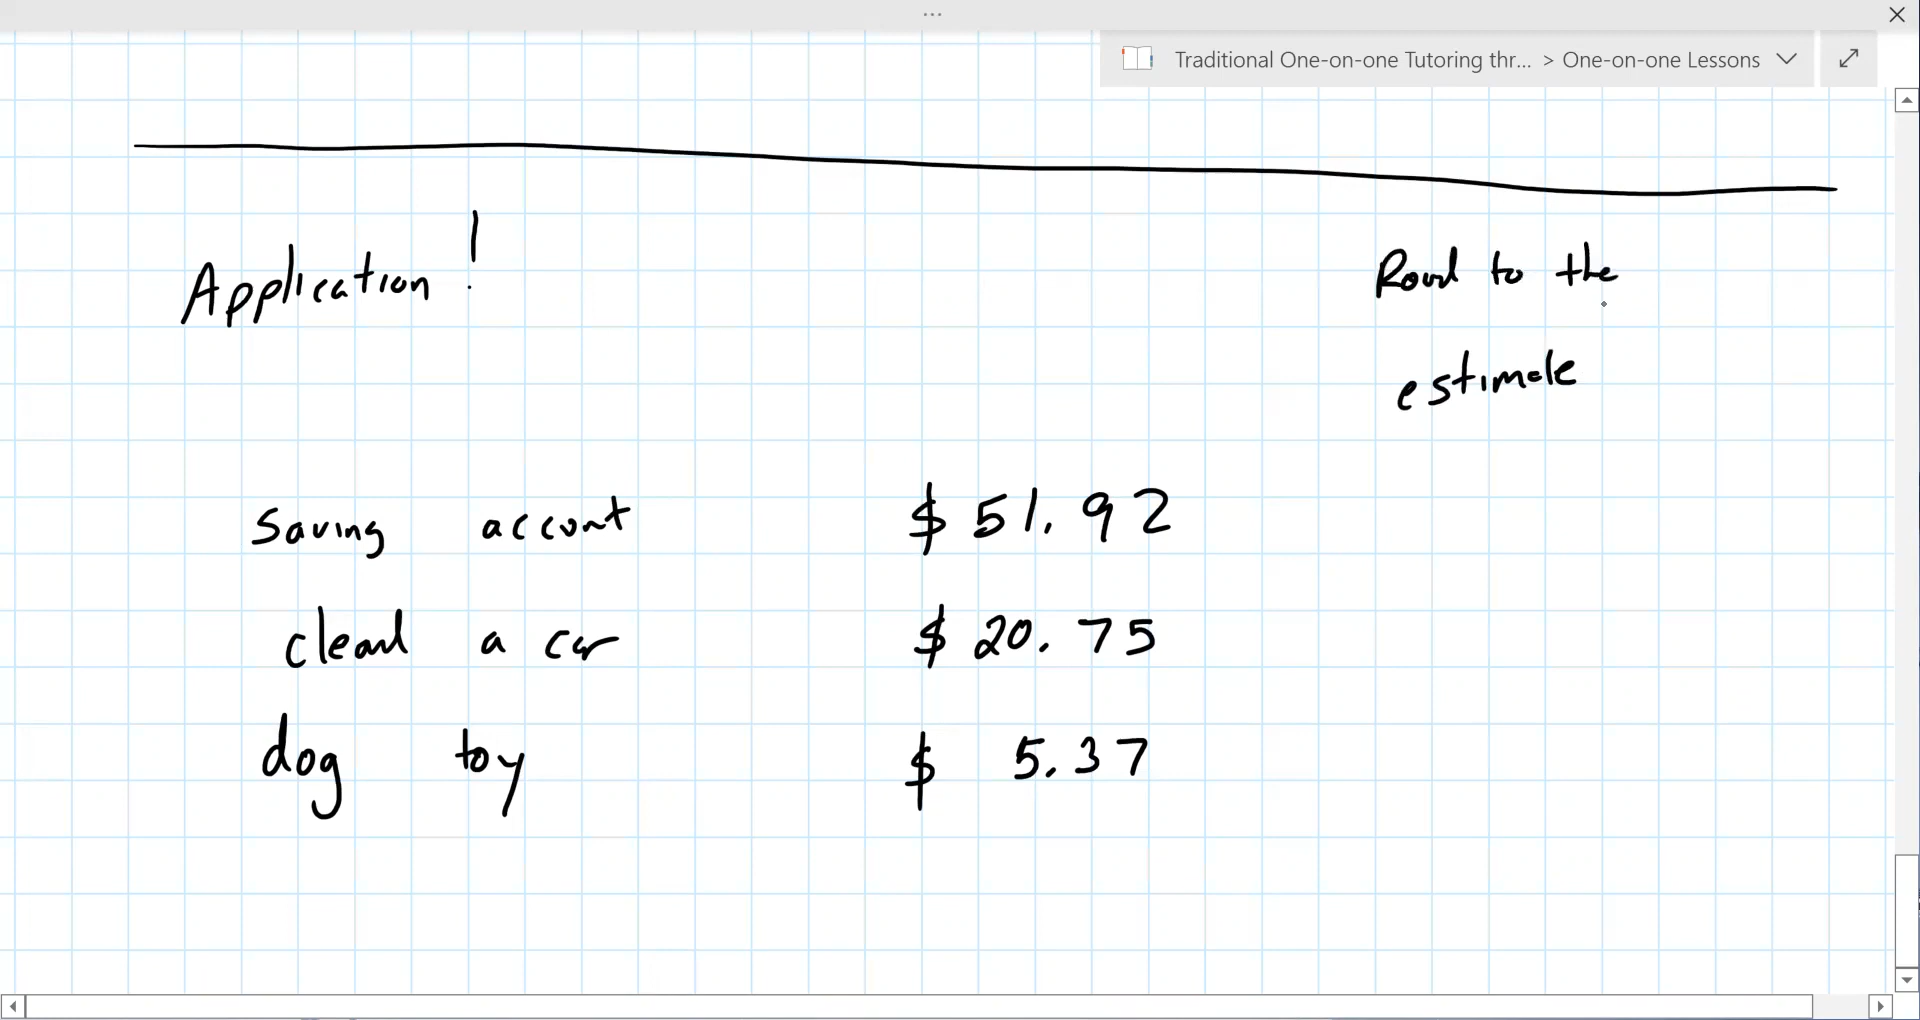 ...
Traditional One-on-one Tutoring thr... > One-on-one Lessons
Application!
Round to the
estimate
saving account $ 51.92
clean a car $ 20.75
dog toy $ 5.37